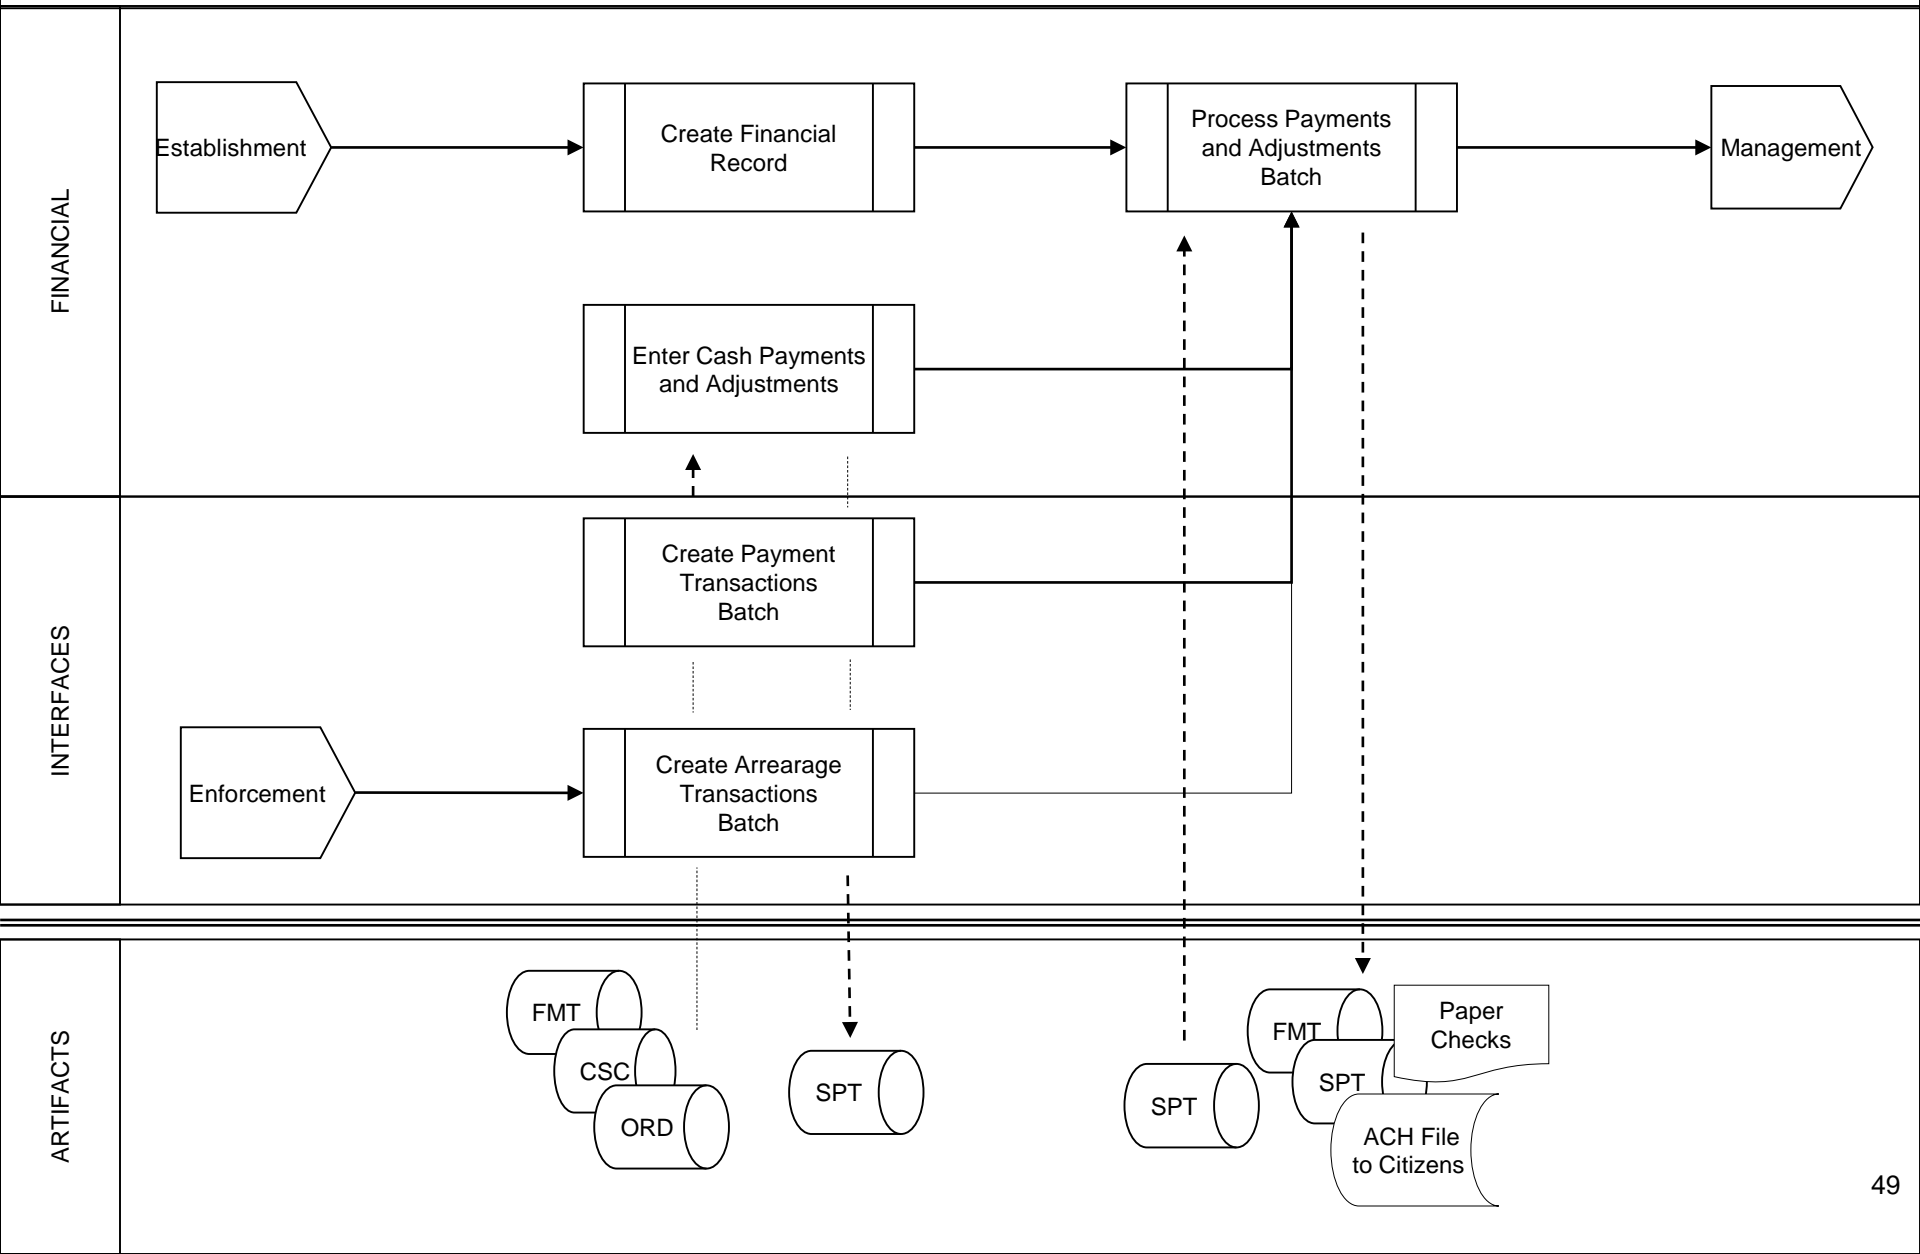 FINANCIAL
Establishment
Create Financial
Record
Process Payments
and Adjustments
Batch
Management
Enter Cash Payments
and Adjustments
INTERFACES
Create Payment
Transactions
Batch
Enforcement
Create Arrearage
Transactions
Batch
ARTIFACTS
FMT
CSC
ORD
SPT
SPT
FMT
SPT
Paper
Checks
ACH File
to Citizens
49